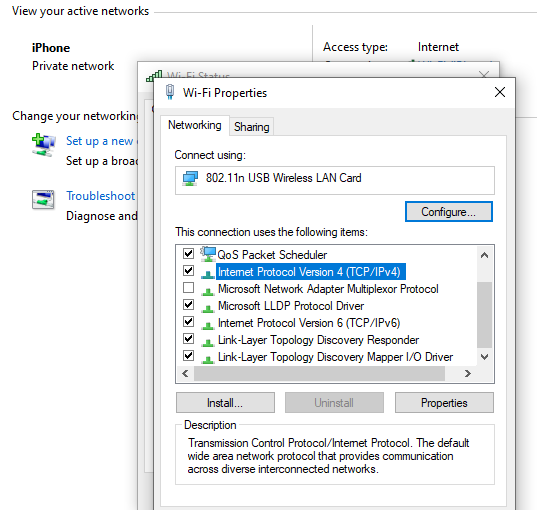 View your active networks
iPhone
Private network
Access type:
Internet
Wi-Fi Status
Change your networking
Set up a new
Set up a broa
Troubleshoot
Diagnose and
Wi-Fi Properties
Networking
Sharing
Connect using:
802.11n USB Wireless LAN Card
Configure...
This connection uses the following items:
QoS Packet Scheduler
Internet Protocol Version 4 (TCP/IPv4)
Microsoft Network Adapter Multiplexor Protocol
Microsoft LLDP Protocol Driver
Internet Protocol Version 6 (TCP/IPv6)
Link-Layer Topology Discovery Responder
Link-Layer Topology Discovery Mapper I/O Driver
Install...
Uninstall
Properties
Description
Transmission Control Protocol/Internet Protocol. The default
wide area network protocol that provides communication
across diverse interconnected networks.